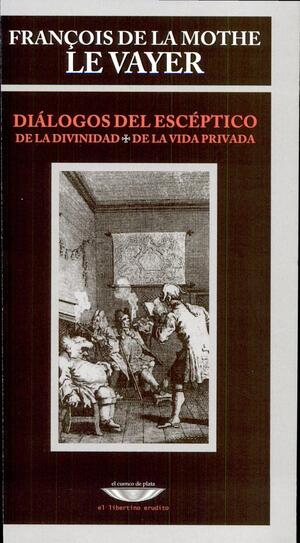 FRANÇOIS DE LA MOTHE
LE VAYER
DIÁLOGOS DEL ESCÉPTICO
DE LA DIVINIDAD ✠ DE LA VIDA PRIVADA
el cuenco de plata
el libertino erudito